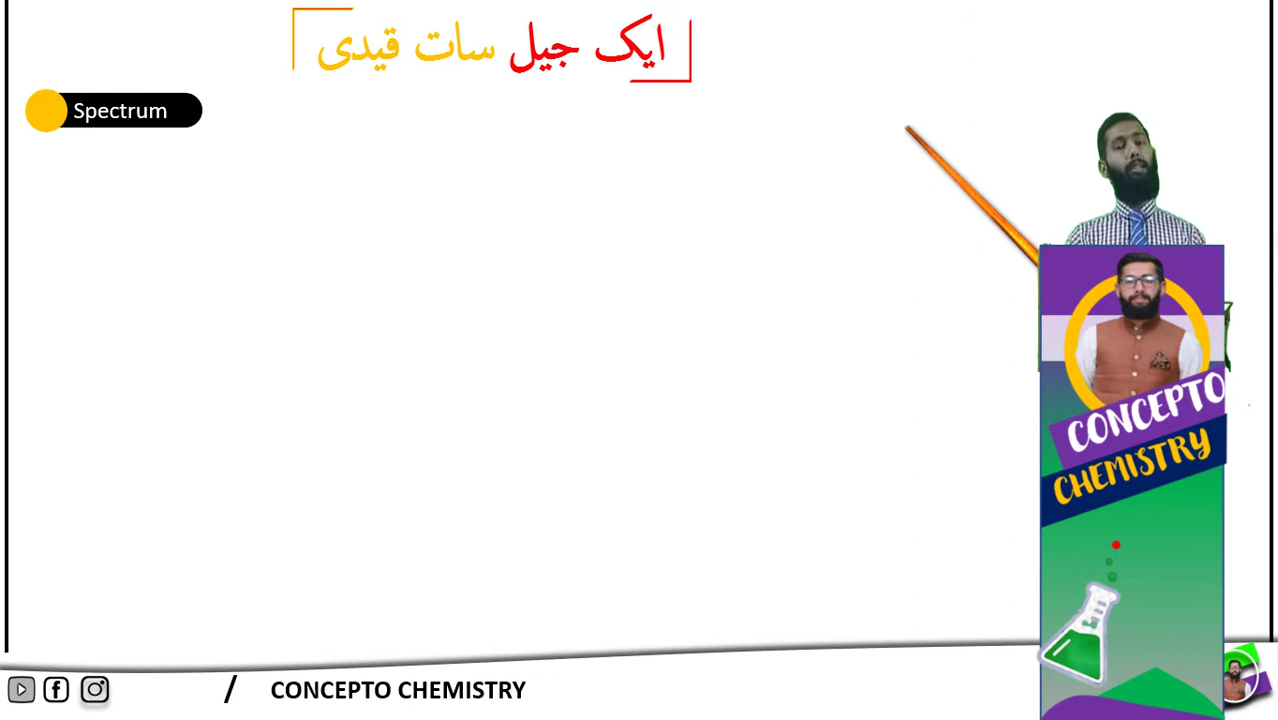 ایک جیل سات قیدی
Spectrum
CONCEPTO
CHEMISTRY
/ CONCEPTO CHEMISTRY